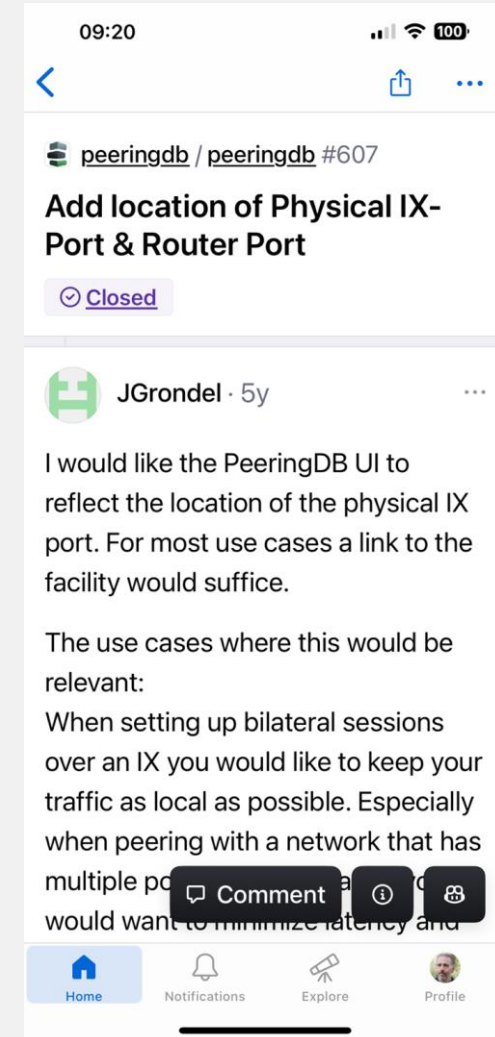 09:20
100
peeringdb / peeringdb #607
Add location of Physical IX-
Port & Router Port
Closed
JGrondel · 5y
I would like the PeeringDB UI to
reflect the location of the physical IX
port. For most use cases a link to the
facility would suffice.
The use cases where this would be
relevant:
When setting up bilateral sessions
over an IX you would like to keep your
traffic as local as possible. Especially
when peering with a network that has
multiple
Comment
would want to minimize latency and
Home
Notifications
Explore
Profile